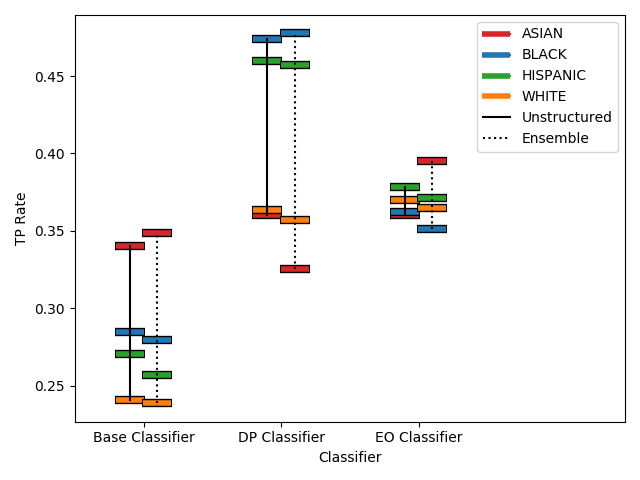 ASIAN
BLACK
HISPANIC
WHITE
Unstructured
Ensemble
TP Rate
0.45
0.40
0.35
0.30
0.25
Base Classifier
DP Classifier
EO Classifier
Classifier